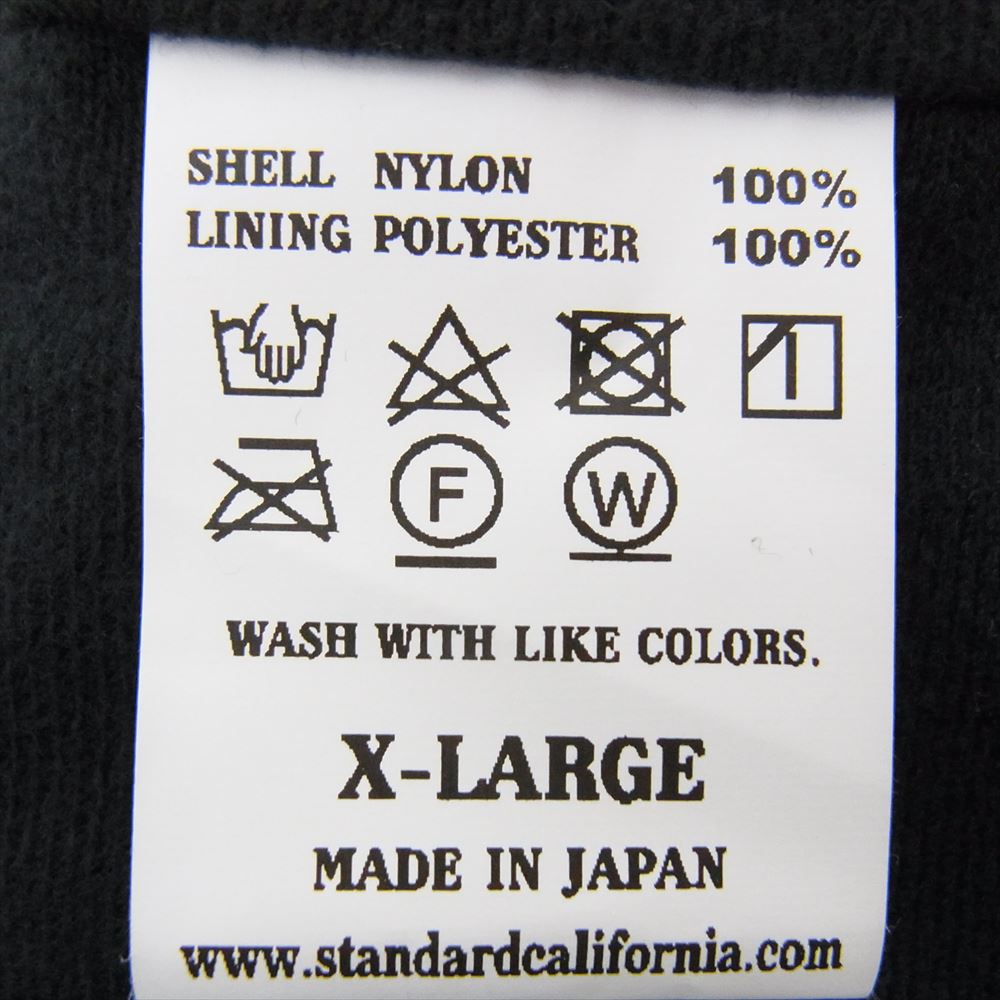 SHELL NYLON 100%
LINING POLYESTER 100%
F W
WASH WITH LIKE COLORS.
X-LARGE
MADE IN JAPAN
www.standardcalifornia.com